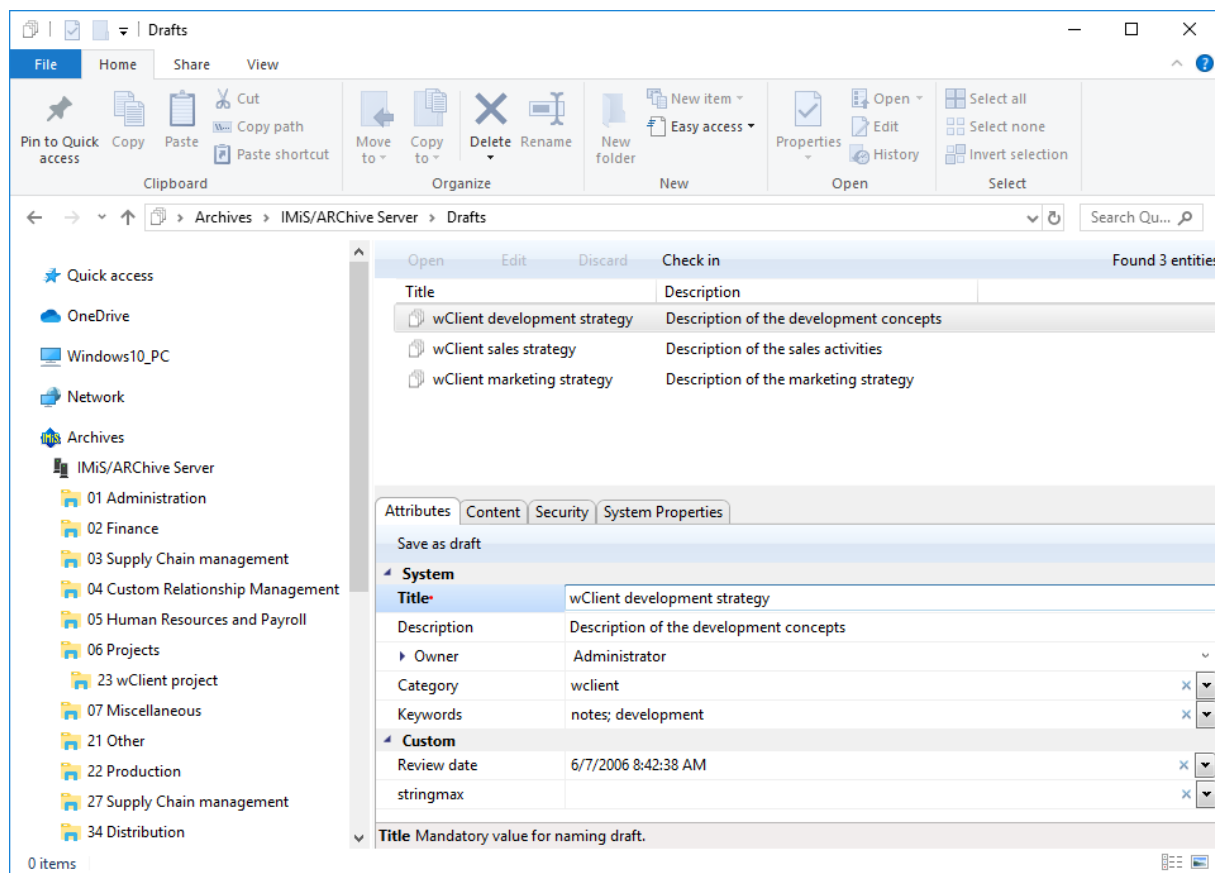 Drafts
File Home Share View
Pin to Quick access Copy Paste Cut Copy path Paste shortcut
Move to Copy to Delete Rename New folder New item Easy access
Properties Open Edit History Select all Select none Invert selection
Clipboard Organize New Open Select
Archives IMiS/ARChive Server Drafts Search Qu...
Quick access
OneDrive
Windows10_PC
Network
Archives
IMiS/ARChive Server
01 Administration
02 Finance
03 Supply Chain management
04 Custom Relationship Management
05 Human Resources and Payroll
06 Projects
23 wClient project
07 Miscellaneous
21 Other
22 Production
27 Supply Chain management
34 Distribution
Open Edit Discard Check in Found 3 entities
Title Description
wClient development strategy Description of the development concepts
wClient sales strategy Description of the sales activities
wClient marketing strategy Description of the marketing strategy
Attributes Content Security System Properties
Save as draft
System
Title• wClient development strategy
Description Description of the development concepts
Owner Administrator
Category wclient
Keywords notes; development
Custom
Review date 6/7/2006 8:42:38 AM
stringmax
Title Mandatory value for naming draft.
0 items